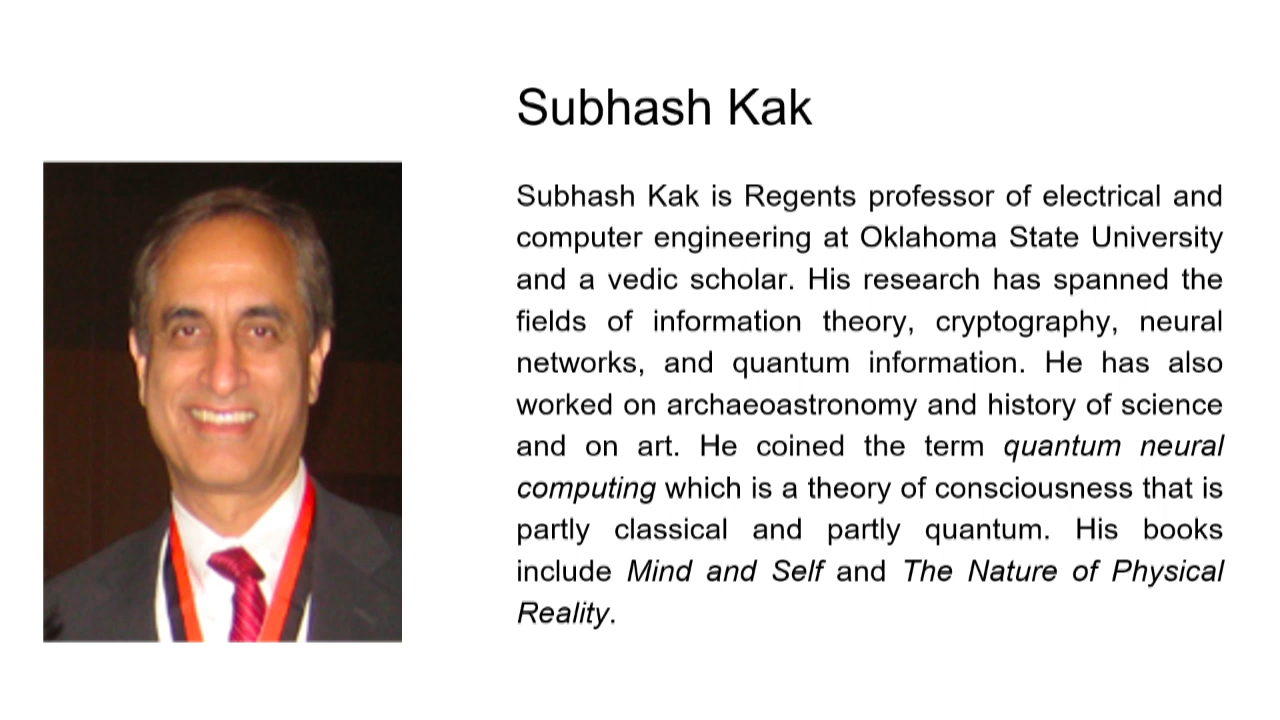 Subhash Kak
Subhash Kak is Regents professor of electrical and
computer engineering at Oklahoma State University
and a vedic scholar. His research has spanned the
fields of information theory, cryptography, neural
networks, and quantum information. He has also
worked on archaeoastronomy and history of science
and on art. He coined the term quantum neural
computing which is a theory of consciousness that is
partly classical and partly quantum. His books
include Mind and Self and The Nature of Physical
Reality.